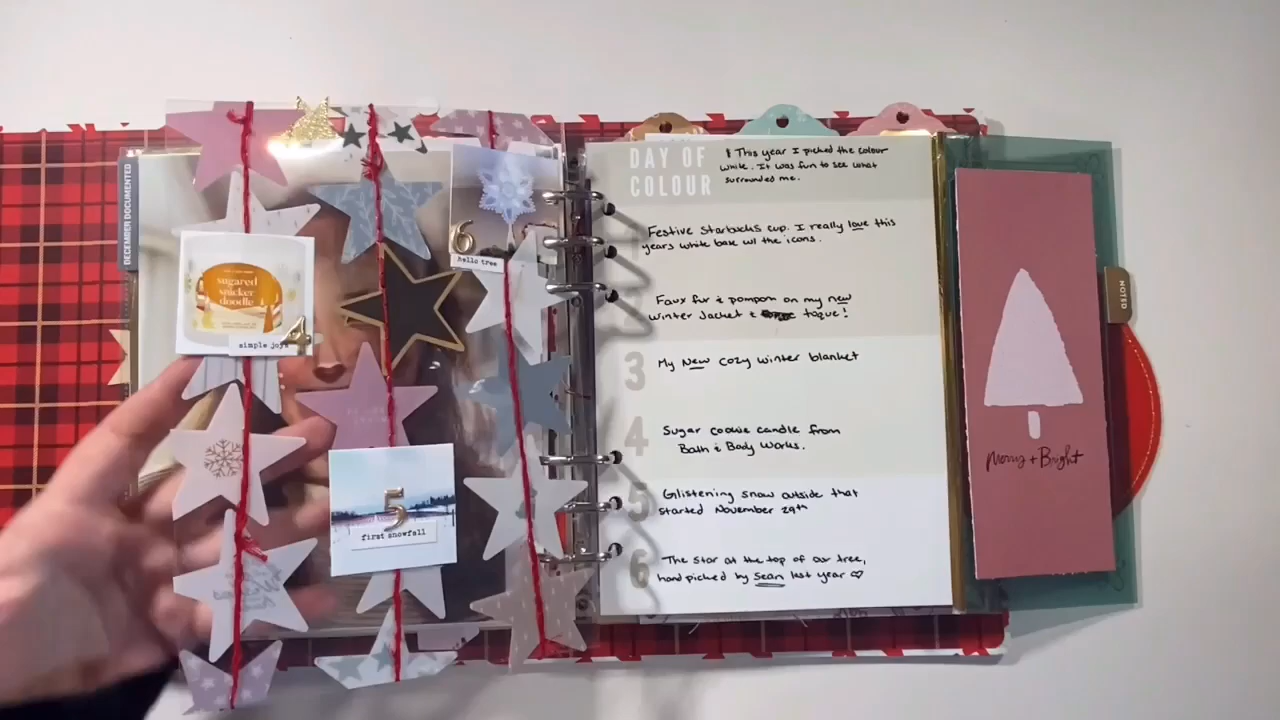 DECEMBER DOCUMENTED
sugared
snicker
doodle
4
simple joys
5
first snowfall
6
hello tree
DAY OF
COLOUR
! This year I picked the colour
white. It was fun to see what
surrounded me.
Festive Starbucks cup. I really love this
years white base w/ the icons.
Faux fur & pompom on my new
winter jacket & toque!
3
My New cozy winter blanket
4
Sugar cookie candle from
Bath & Body Works.
5
Glistening snow outside that
started November 29th
6
The star at the top of our tree,
hand picked by Sean last year ♡
Merry + Bright
NOTED